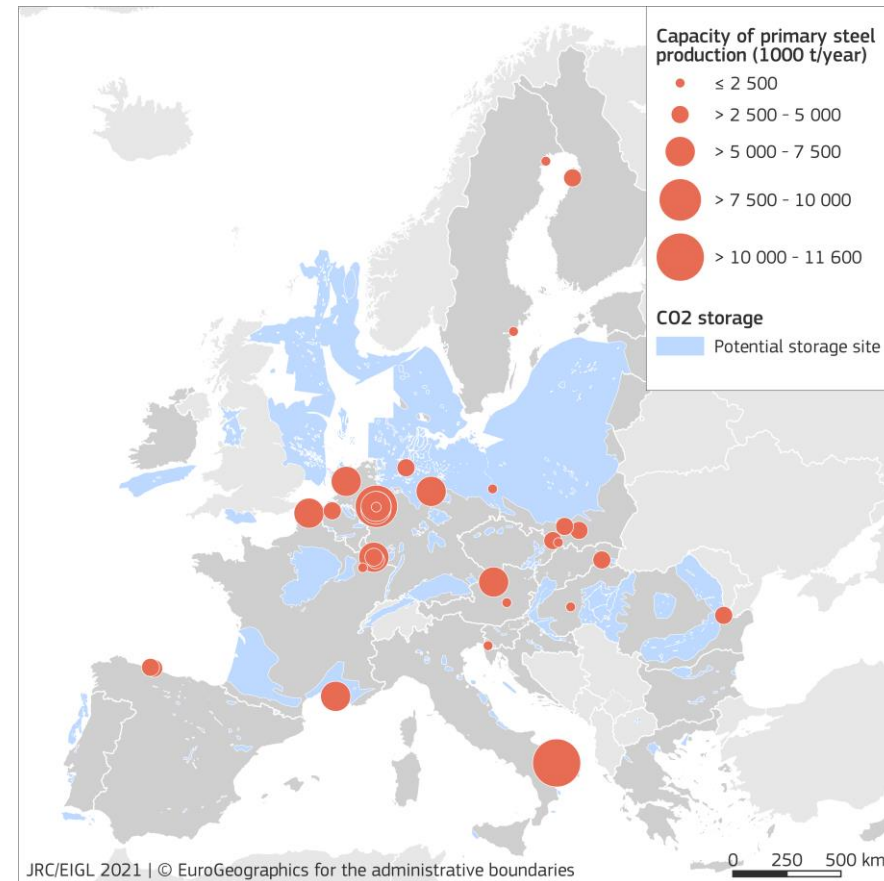 Capacity of primary steel
production (1000 t/year)
≤ 2 500
> 2 500 - 5 000
> 5 000 - 7 500
> 7 500 - 10 000
> 10 000 - 11 600
CO2 storage
Potential storage site
JRC/EIGL 2021 | © EuroGeographics for the administrative boundaries
0 250 500 km